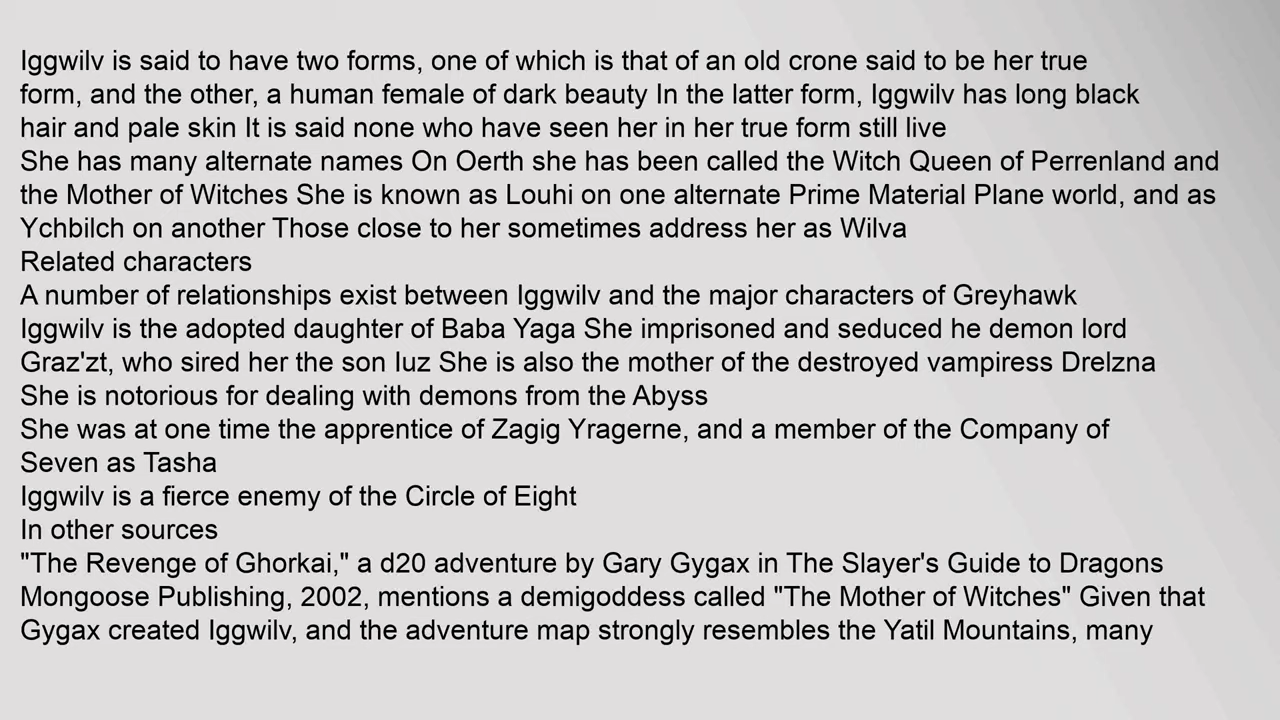 Iggwilv is said to have two forms, one of which is that of an old crone said to be her true
form, and the other, a human female of dark beauty In the latter form, Iggwilv has long black
hair and pale skin It is said none who have seen her in her true form still live
She has many alternate names On Oerth she has been called the Witch Queen of Perrenland and
the Mother of Witches She is known as Louhi on one alternate Prime Material Plane world, and as
Ychbilch on another Those close to her sometimes address her as Wilva
Related characters
A number of relationships exist between Iggwilv and the major characters of Greyhawk
Iggwilv is the adopted daughter of Baba Yaga She imprisoned and seduced he demon lord
Graz'zt, who sired her the son Iuz She is also the mother of the destroyed vampiress Drelzna
She is notorious for dealing with demons from the Abyss
She was at one time the apprentice of Zagig Yragerne, and a member of the Company of
Seven as Tasha
Iggwilv is a fierce enemy of the Circle of Eight
In other sources
"The Revenge of Ghorkai," a d20 adventure by Gary Gygax in The Slayer's Guide to Dragons
Mongoose Publishing, 2002, mentions a demigoddess called "The Mother of Witches" Given that
Gygax created Iggwilv, and the adventure map strongly resembles the Yatil Mountains, many